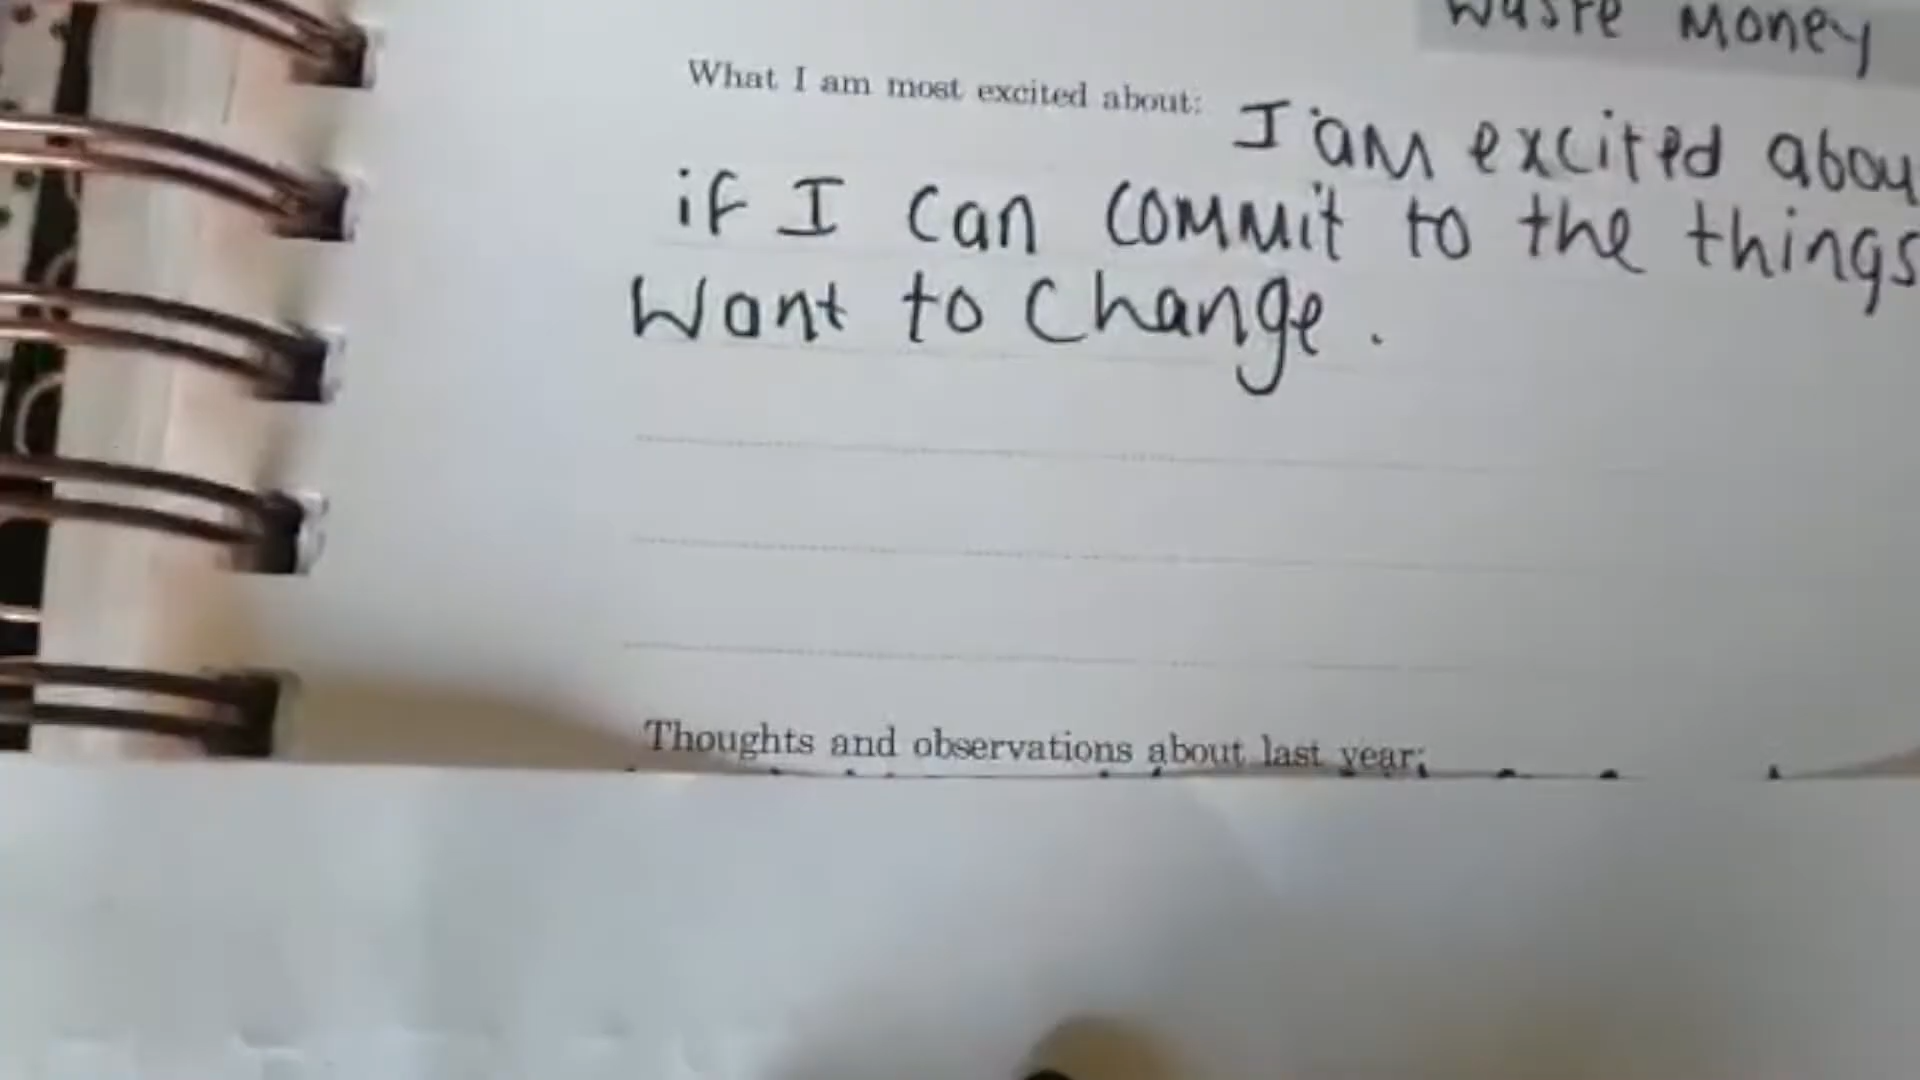 waste Money
What I am most excited about: I am excited abou
if I can commit to the things
want to change.
Thoughts and observations about last year: